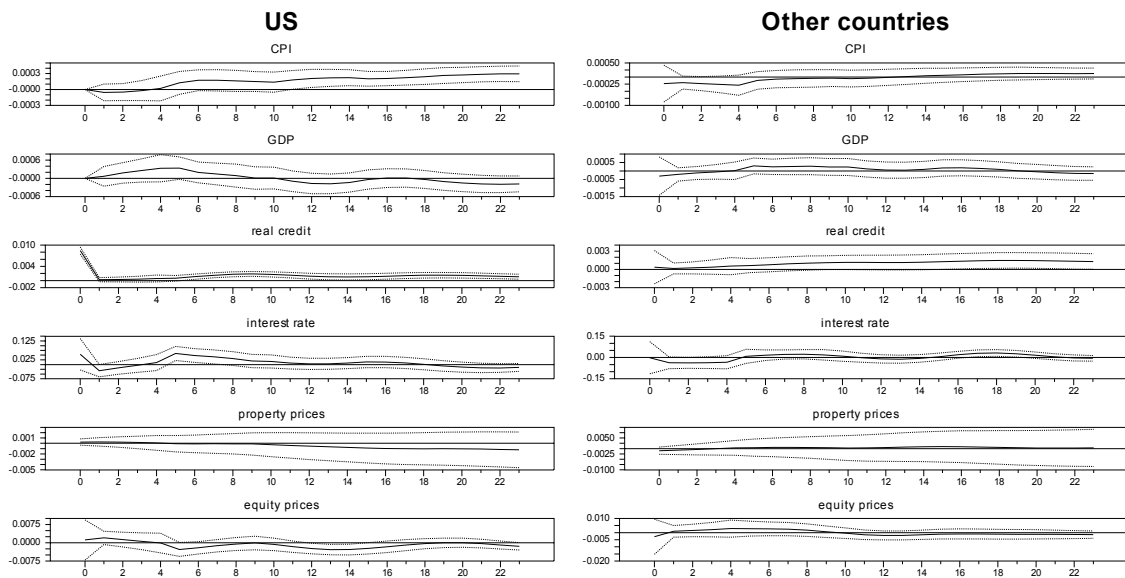 US
CPI
0.0003
-0.0000
-0.0003
0 2 4 6 8 10 12 14 16 18 20 22
GDP
0.0006
-0.0000
-0.0006
0 2 4 6 8 10 12 14 16 18 20 22
real credit
0.010
0.004
-0.002
0 2 4 6 8 10 12 14 16 18 20 22
interest rate
0.125
0.025
-0.075
0 2 4 6 8 10 12 14 16 18 20 22
property prices
0.001
-0.002
-0.005
0 2 4 6 8 10 12 14 16 18 20 22
equity prices
0.0075
0.0000
-0.0075
0 2 4 6 8 10 12 14 16 18 20 22
Other countries
CPI
0.00050
-0.00025
-0.00100
0 2 4 6 8 10 12 14 16 18 20 22
GDP
0.0005
-0.0005
-0.0015
0 2 4 6 8 10 12 14 16 18 20 22
real credit
0.003
0.000
-0.003
0 2 4 6 8 10 12 14 16 18 20 22
interest rate
0.15
0.00
-0.15
0 2 4 6 8 10 12 14 16 18 20 22
property prices
0.0050
-0.0025
-0.0100
0 2 4 6 8 10 12 14 16 18 20 22
equity prices
0.010
-0.005
-0.020
0 2 4 6 8 10 12 14 16 18 20 22